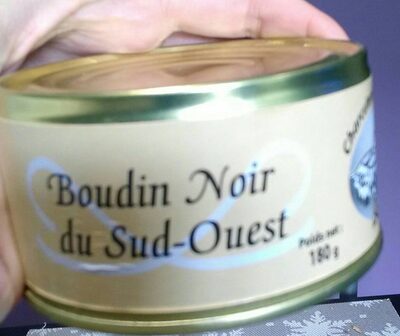 Boudin Noir
du Sud-Ouest
Poids net :
180 g